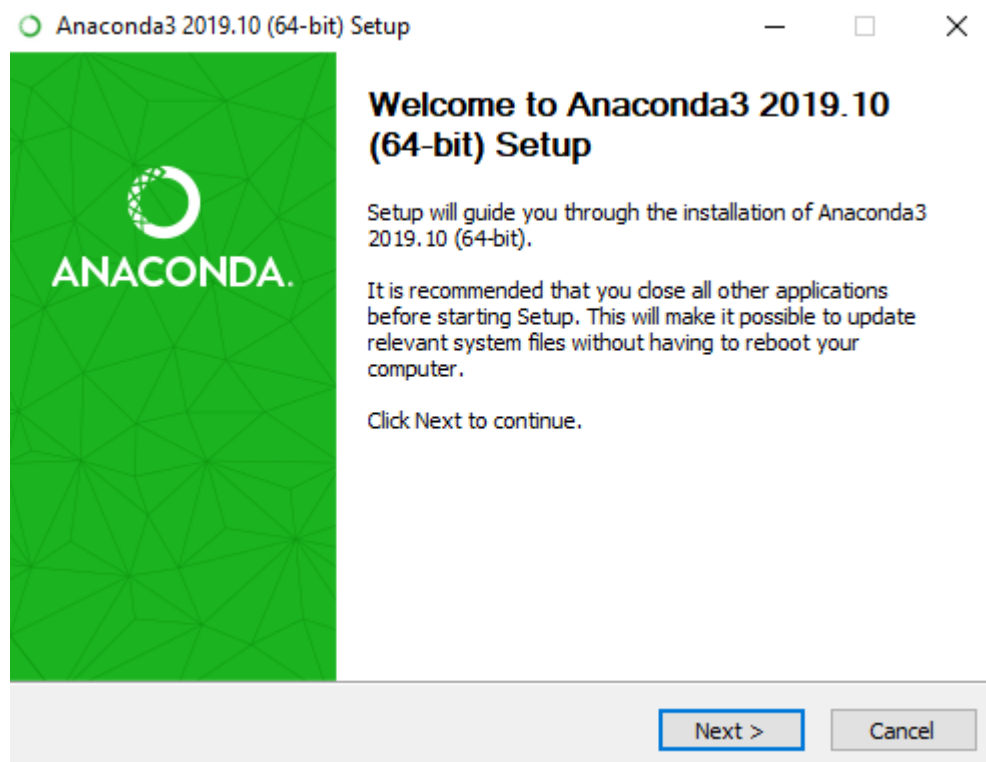 Anaconda3 2019.10 (64-bit) Setup
ANACONDA.
Welcome to Anaconda3 2019.10
(64-bit) Setup
Setup will guide you through the installation of Anaconda3
2019.10 (64-bit).
It is recommended that you close all other applications
before starting Setup. This will make it possible to update
relevant system files without having to reboot your
computer.
Click Next to continue.
Next >
Cancel